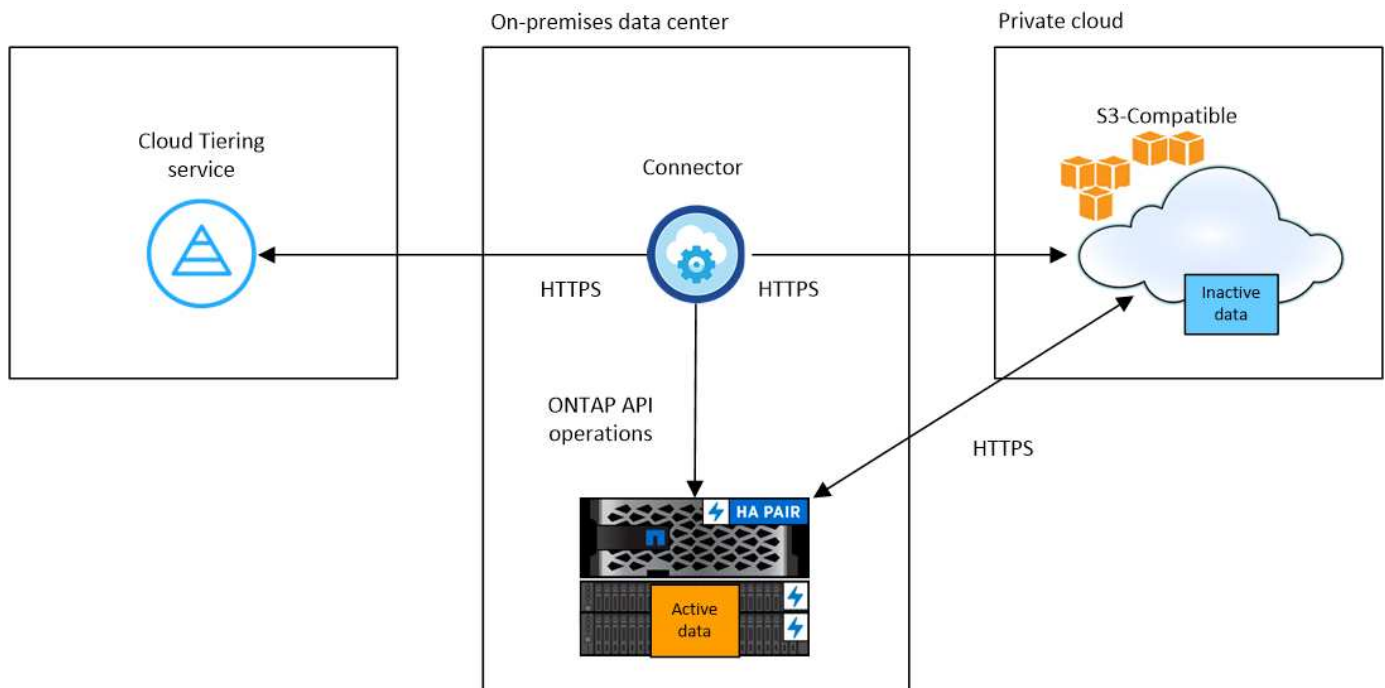 On-premises data center
Private cloud
Cloud Tiering
service
Connector
S3-Compatible
HTTPS
HTTPS
Inactive
data
ONTAP API
operations
HTTPS
HA PAIR
Active
data